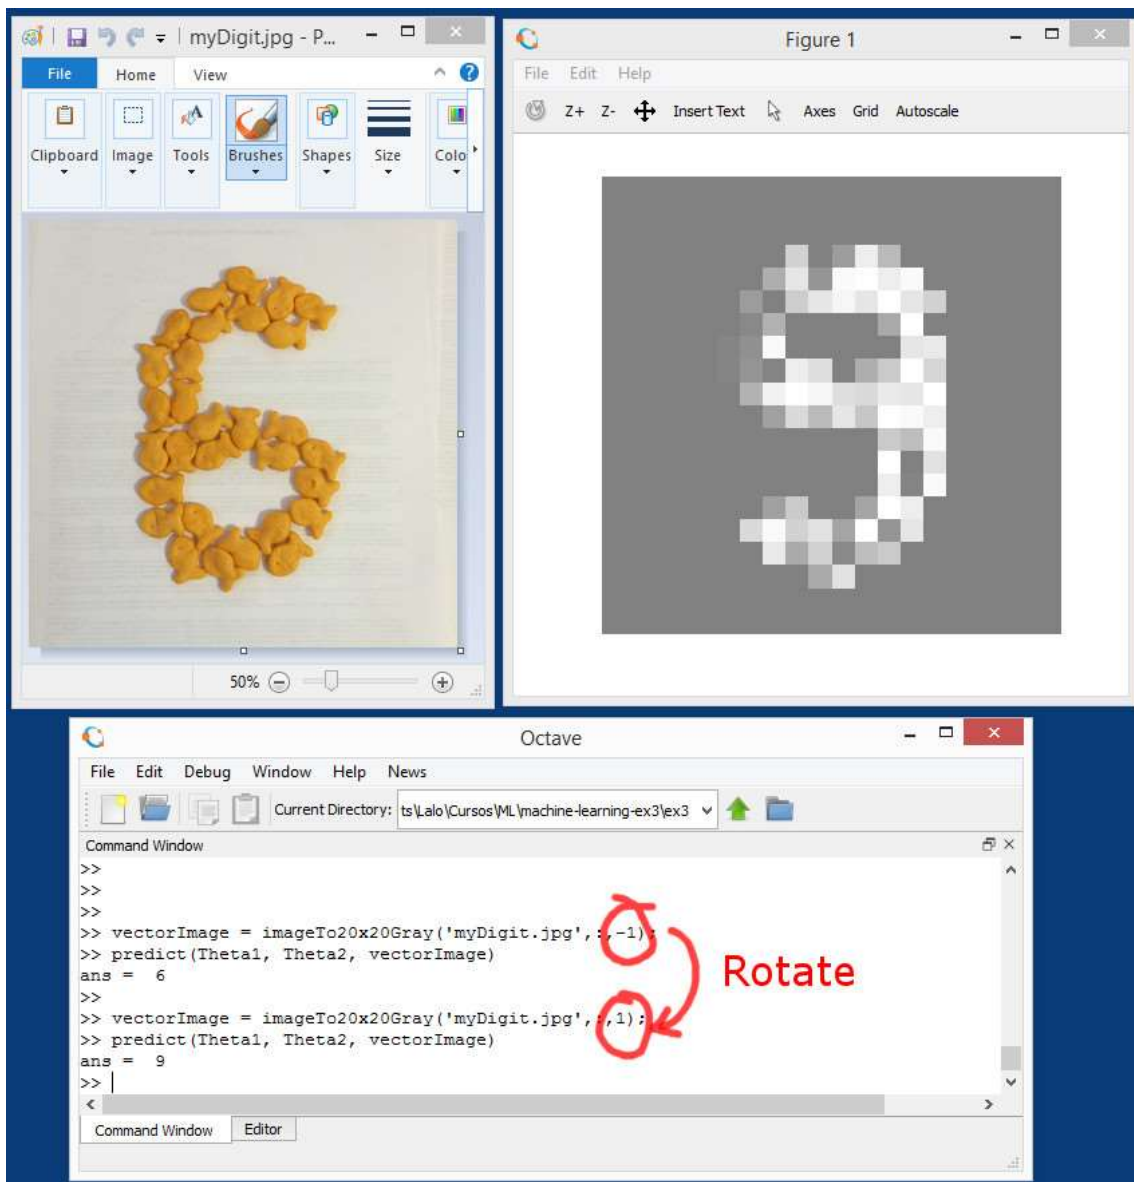 myDigit.jpg - P...
File Home View
Clipboard Image Tools Brushes Shapes Size Colo
50%
Figure 1
File Edit Help
Z+ Z- Insert Text Axes Grid Autoscale
Octave
File Edit Debug Window Help News
Current Directory: ts\Lalo\Cursos\ML\machine-learning-ex3\ex3
Command Window
>>
>>
>>
>> vectorImage = imageTo20x20Gray('myDigit.jpg',:,-1);
>> predict(Theta1, Theta2, vectorImage)
ans = 6
>>
>> vectorImage = imageTo20x20Gray('myDigit.jpg',:,1);
>> predict(Theta1, Theta2, vectorImage)
ans = 9
>>
Rotate
Command Window Editor